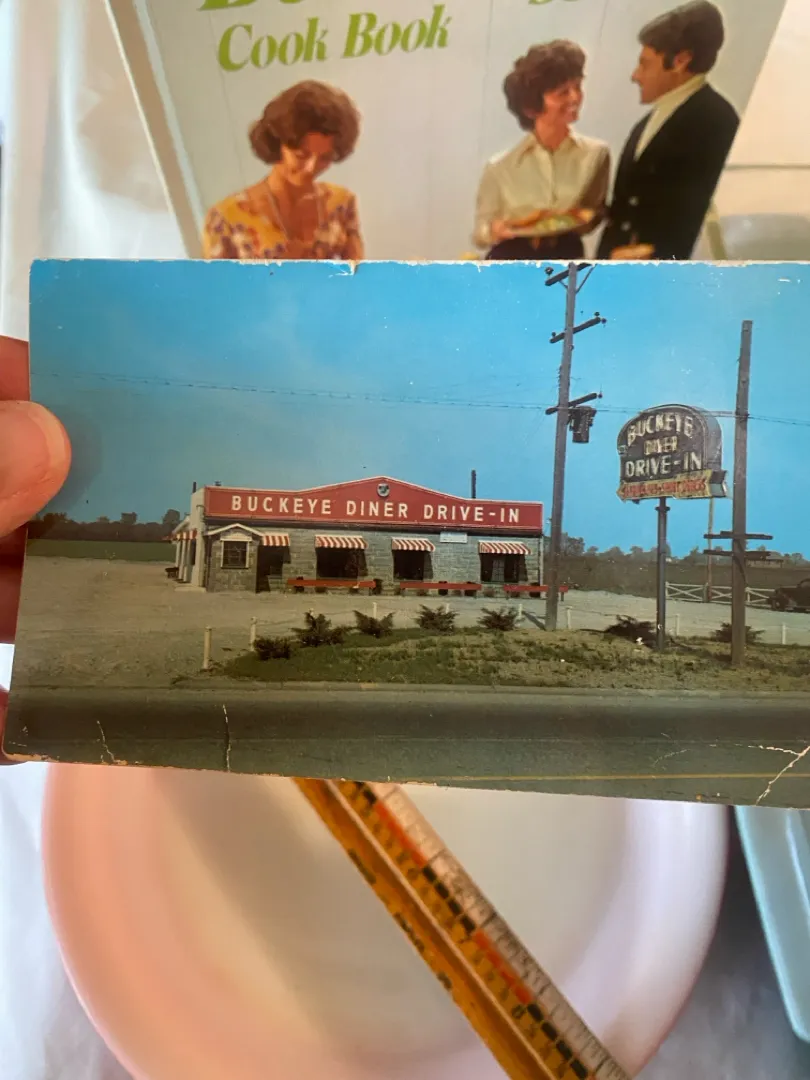 Cook Book
BUCKEYE DINER DRIVE-IN
BUCKEYE
DINER
DRIVE-IN